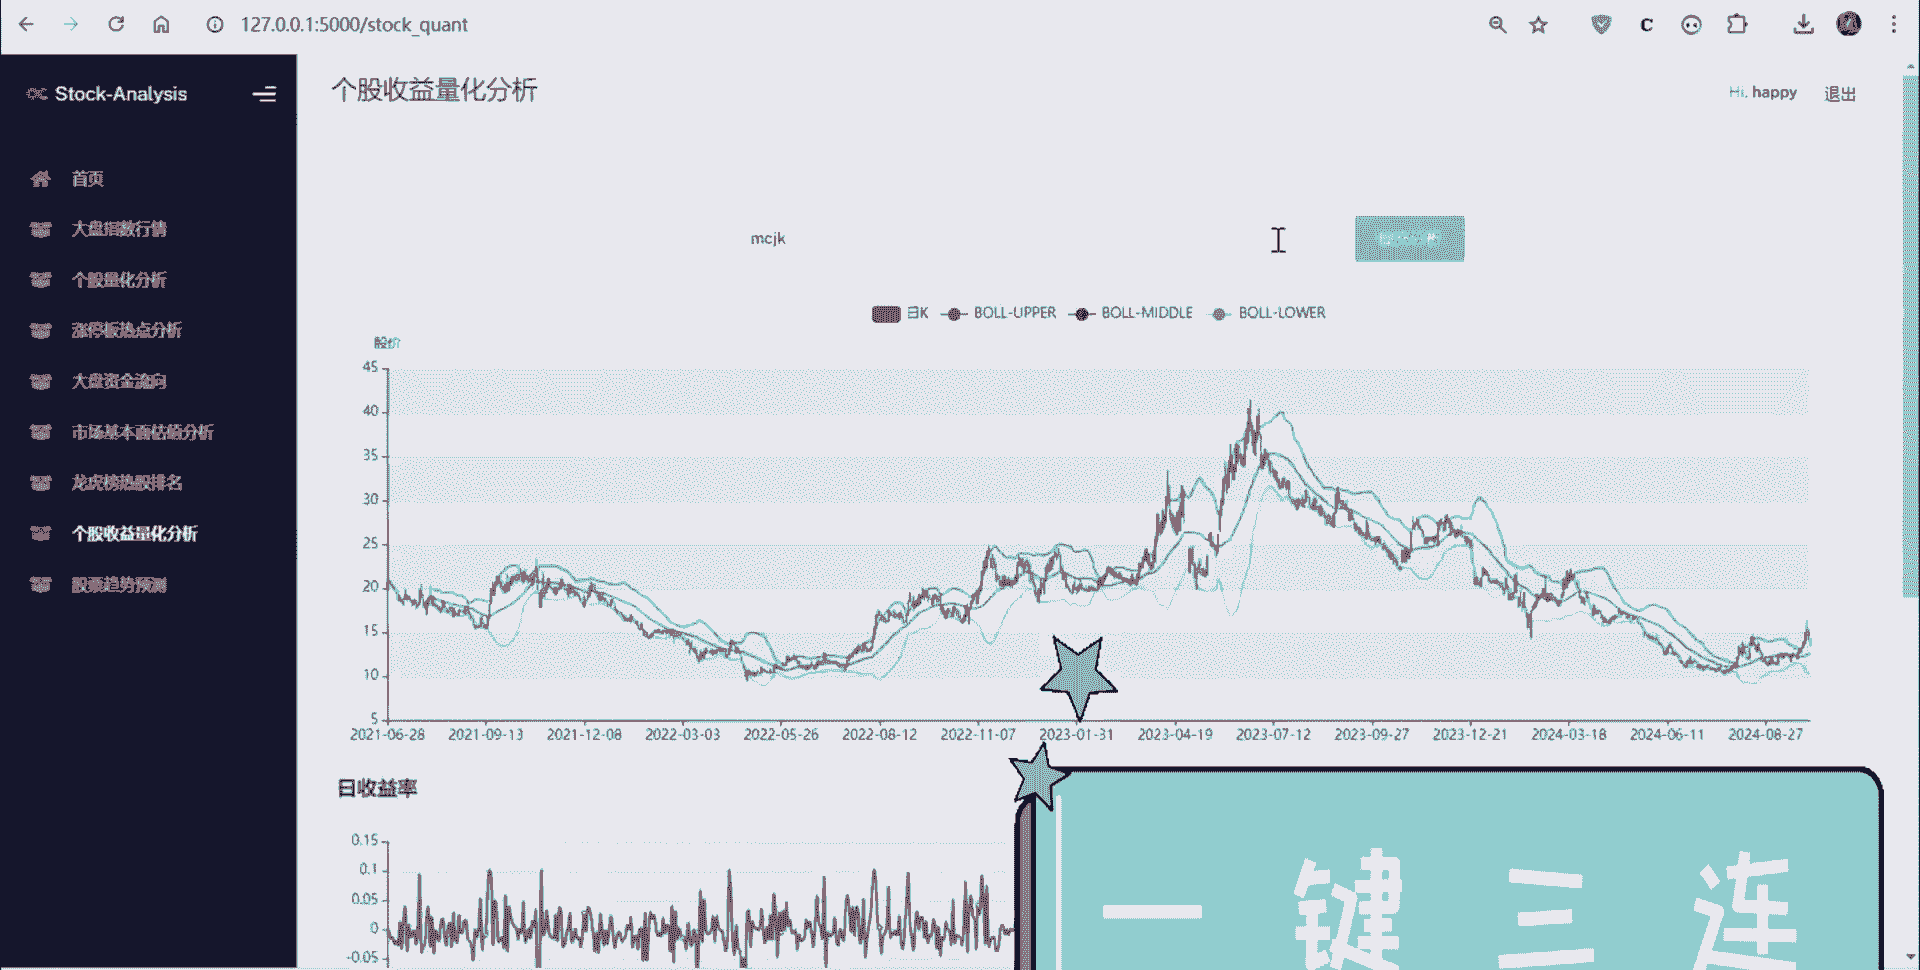 127.0.0.1:5000/stock_quant
Stock-Analysis
个股收益量化分析
Hi, happy 退出
首页
大盘指数行情
个股量化分析
涨停板热点分析
大盘资金流向
市场基本面估值分析
龙虎榜热股排名
个股收益量化分析
股票趋势预测
mcjk
日K BOLL-UPPER BOLL-MIDDLE BOLL-LOWER
股价
45
40
35
30
25
20
15
10
5
2021-06-28 2021-09-13 2021-12-08 2022-03-03 2022-05-26 2022-08-12 2022-11-07 2023-01-31 2023-04-19 2023-07-12 2023-09-27 2023-12-21 2024-03-18 2024-06-11 2024-08-27
日收益率
0.15
0.1
0.05
0
-0.05
一键三连